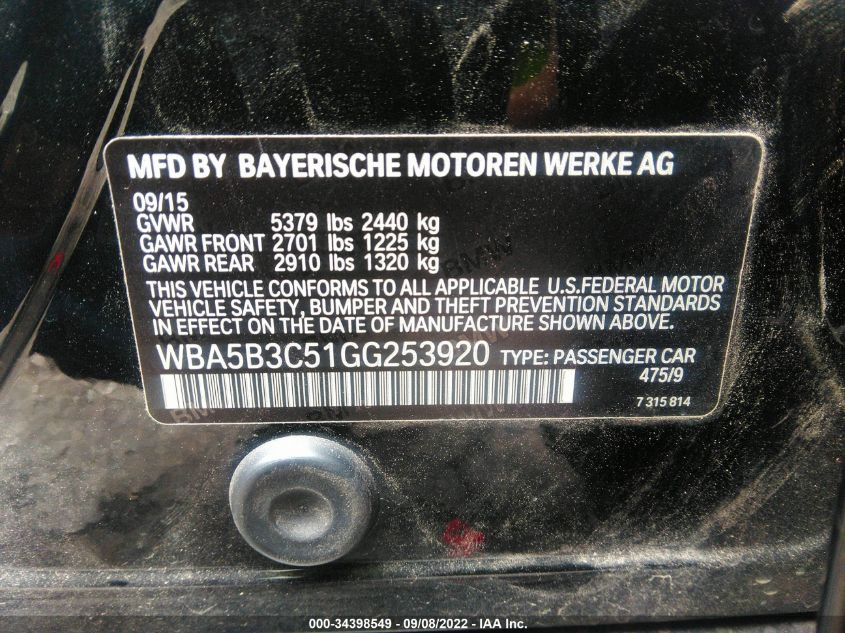 MFD BY BAYERISCHE MOTOREN WERKE AG
09/15
GVWR 5379 lbs 2440 kg
GAWR FRONT 2701 lbs 1225 kg
GAWR REAR 2910 lbs 1320 kg
THIS VEHICLE CONFORMS TO ALL APPLICABLE U.S.FEDERAL MOTOR
VEHICLE SAFETY, BUMPER AND THEFT PREVENTION STANDARDS
IN EFFECT ON THE DATE OF MANUFACTURE SHOWN ABOVE.
WBA5B3C51GG253920 TYPE: PASSENGER CAR
475/9
7 315 814
000-34398549 - 09/08/2022 - IAA Inc.